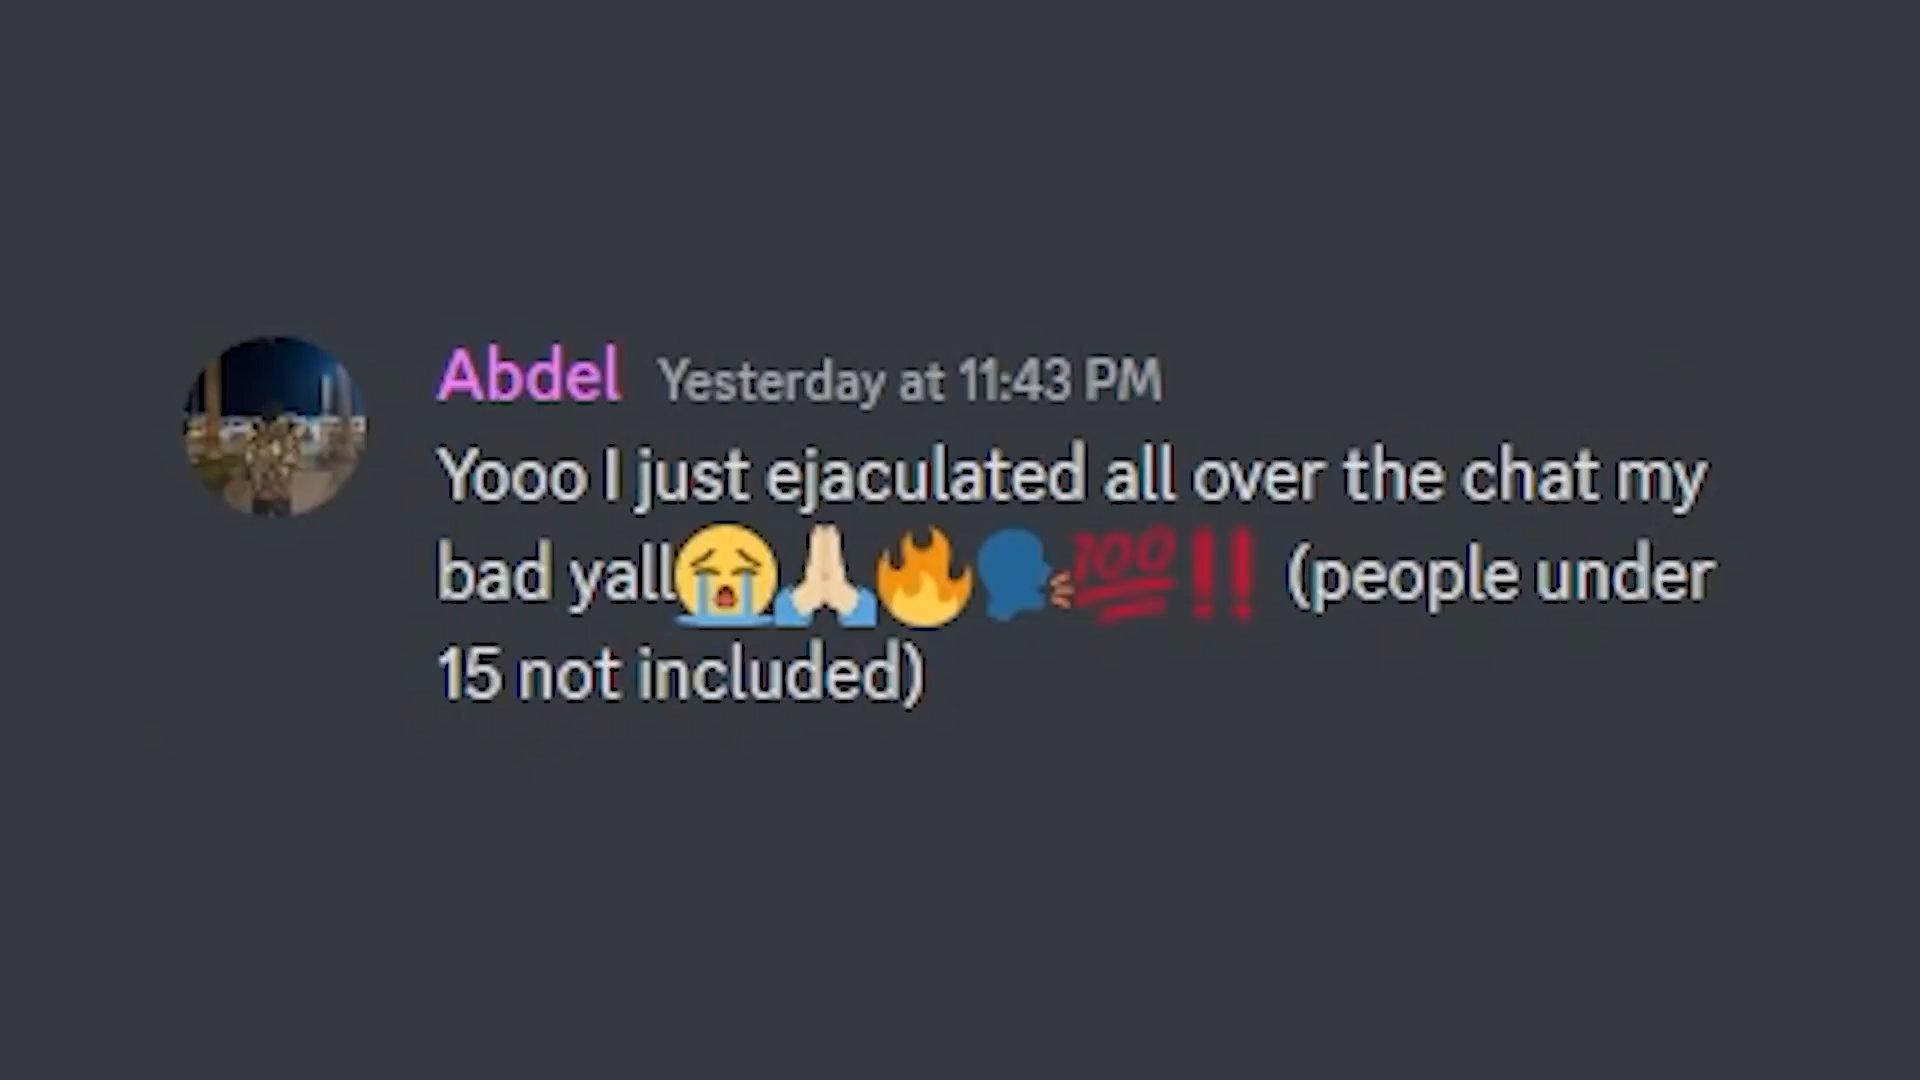 Abdel Yesterday at 11:43 PM
Yooo I just ejaculated all over the chat my
bad yall😭🙏🏻🔥🗣️💯‼️ (people under
15 not included)